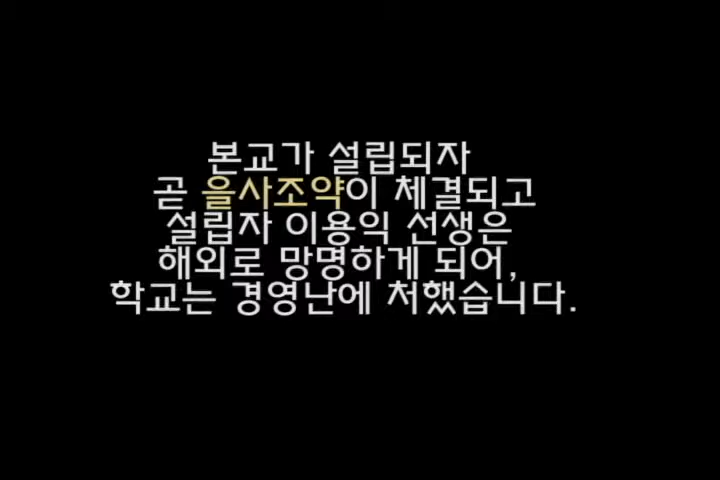 본교가 설립되자
곧 을사조약이 체결되고
설립자 이용익 선생은
해외로 망명하게 되어,
학교는 경영난에 처했습니다.